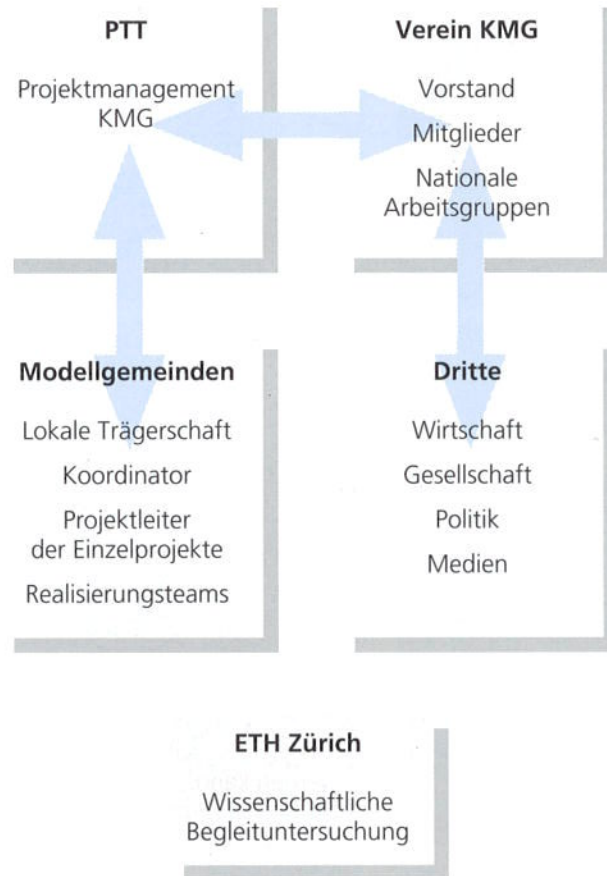 PTT
Projektmanagement
KMG
Verein KMG
Vorstand
Mitglieder
Nationale
Arbeitsgruppen
Modellgemeinden
Lokale Trägerschaft
Koordinator
Projektleiter
der Einzelprojekte
Realisierungsteams
Dritte
Wirtschaft
Gesellschaft
Politik
Medien
ETH Zürich
Wissenschaftliche
Begleituntersuchung